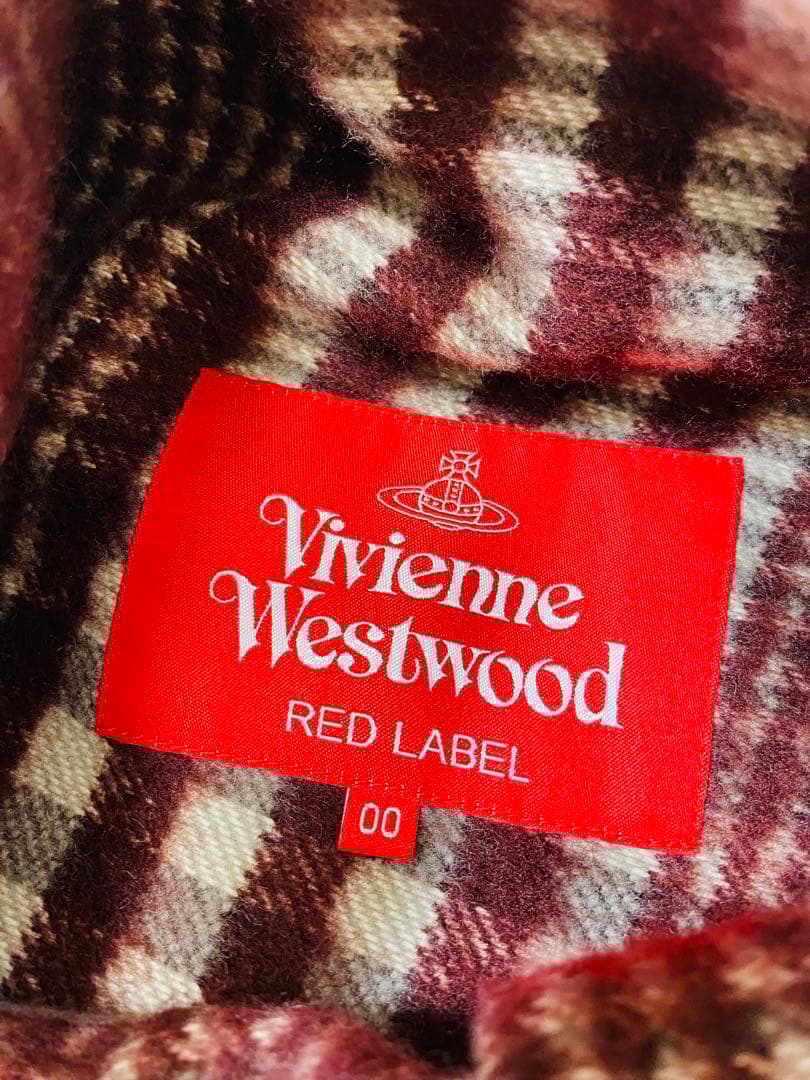 Vivienne
Westwood
RED LABEL
00